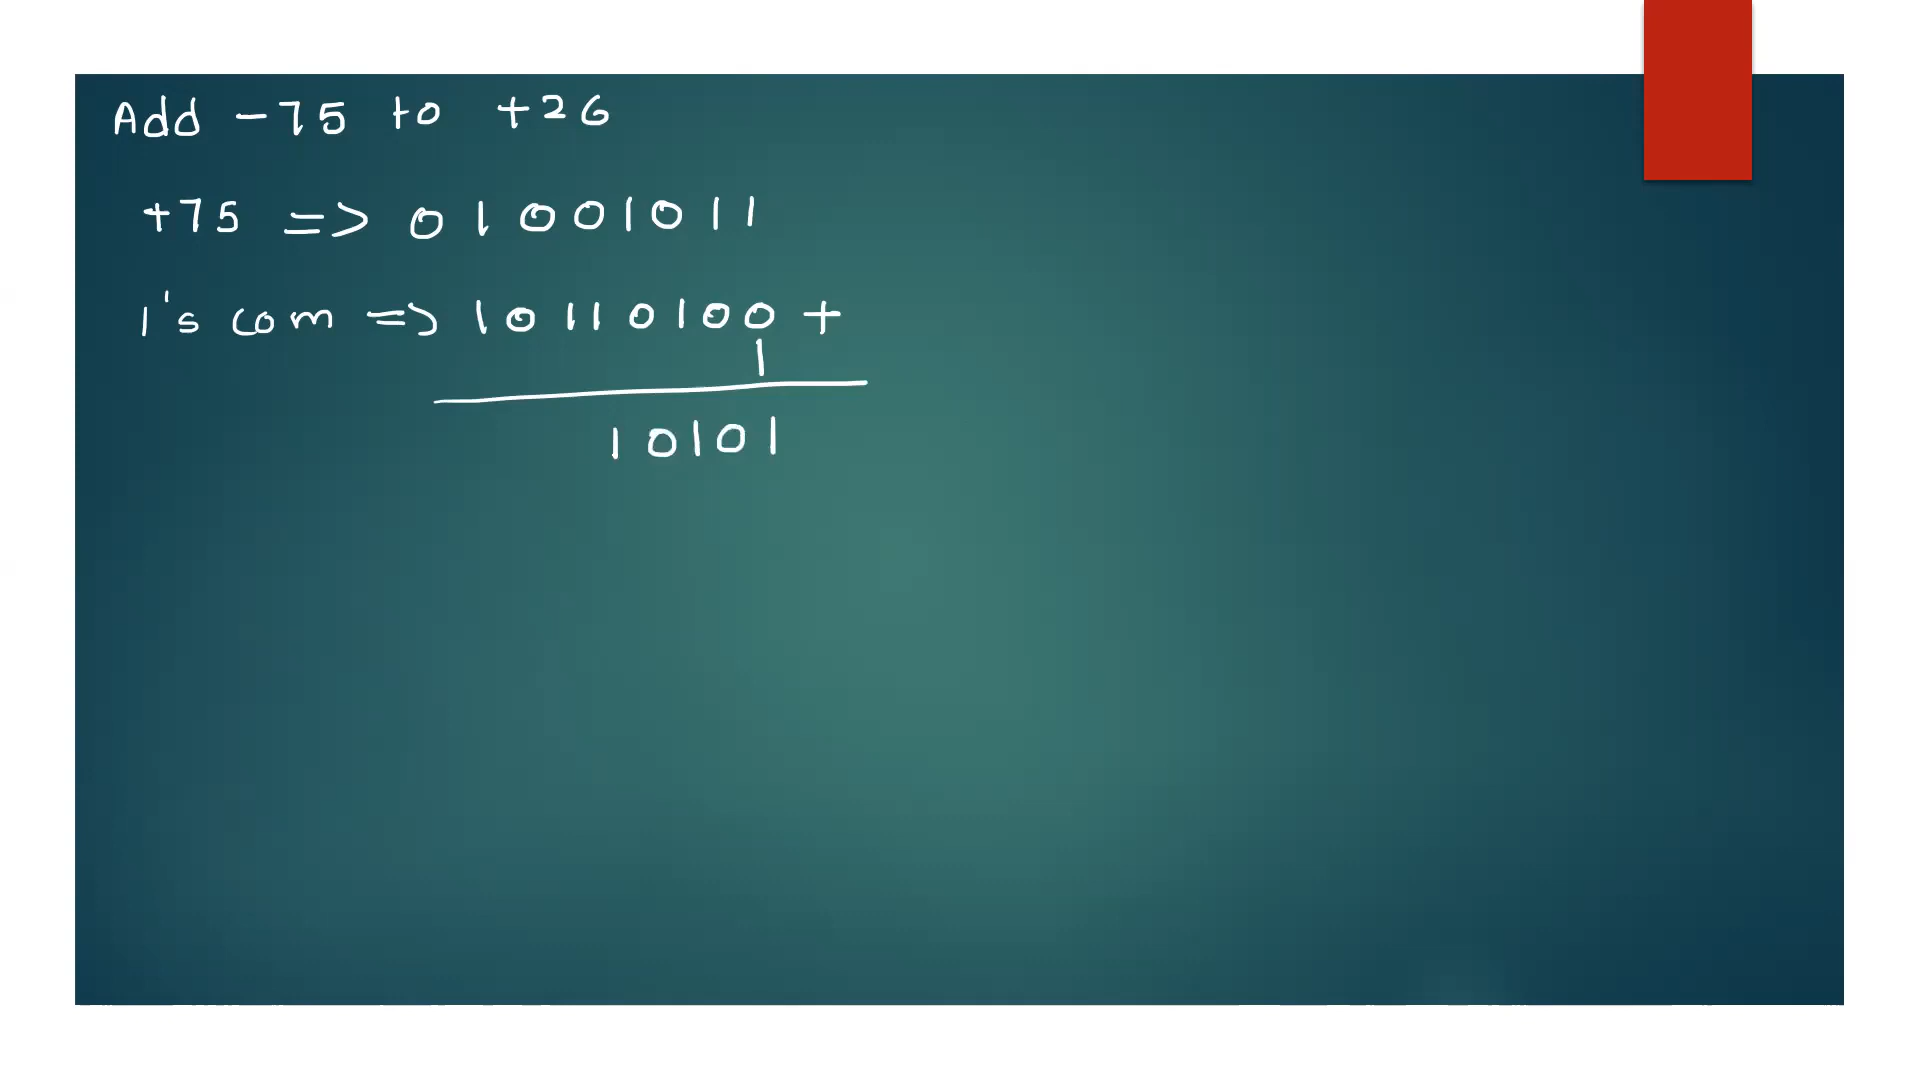 Add -75 to +26
+75 => 01001011
1's com => 10110100 +
1
10101